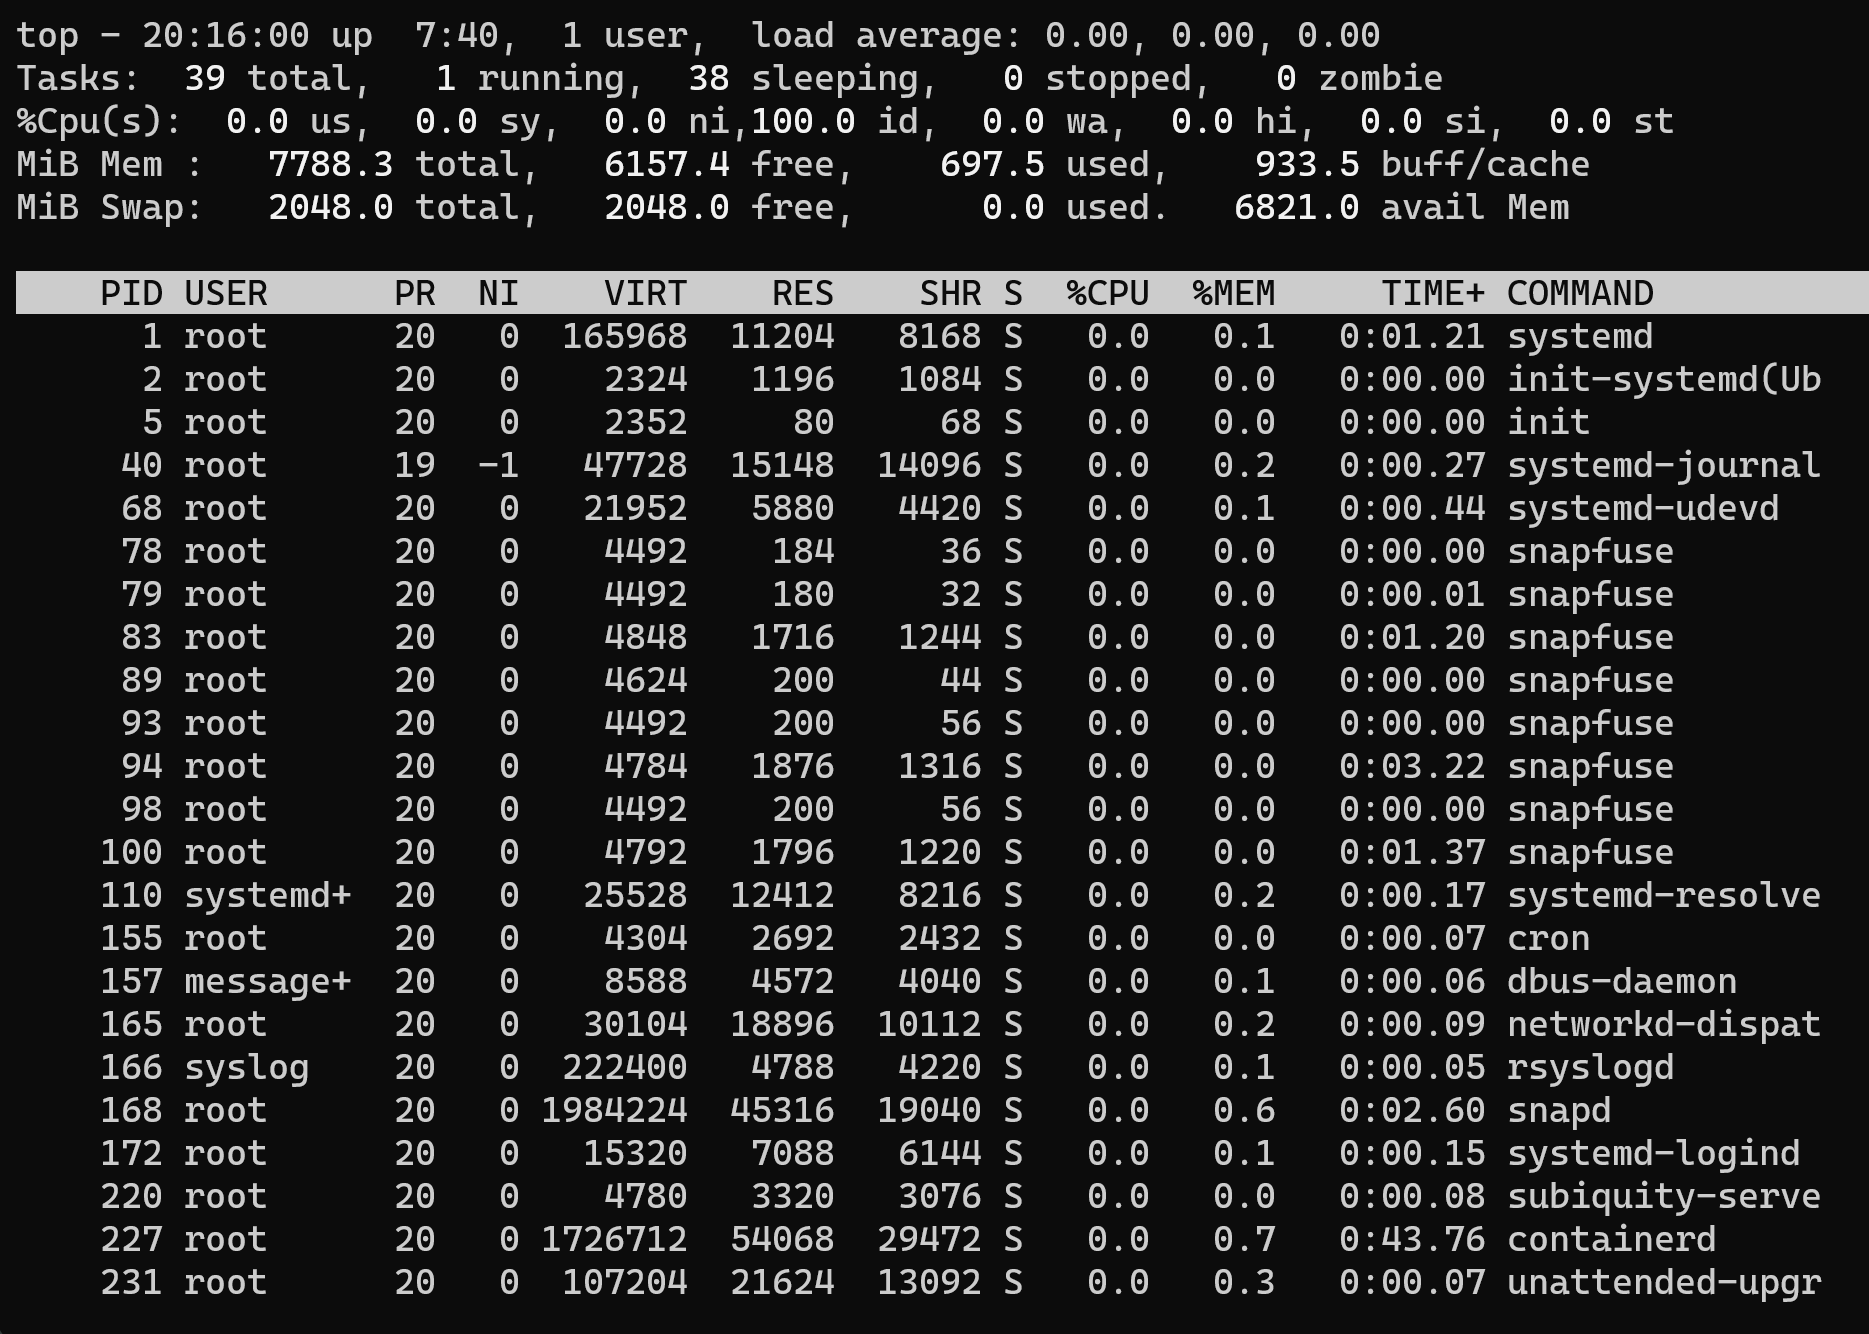 top - 20:16:00 up  7:40,  1 user,  load average: 0.00, 0.00, 0.00
Tasks:  39 total,   1 running,  38 sleeping,   0 stopped,   0 zombie
%Cpu(s):  0.0 us,  0.0 sy,  0.0 ni,100.0 id,  0.0 wa,  0.0 hi,  0.0 si,  0.0 st
MiB Mem :   7788.3 total,   6157.4 free,    697.5 used,    933.5 buff/cache
MiB Swap:   2048.0 total,   2048.0 free,      0.0 used.   6821.0 avail Mem

    PID USER      PR  NI    VIRT    RES    SHR S  %CPU  %MEM     TIME+ COMMAND
      1 root      20   0  165968  11204   8168 S   0.0   0.1   0:01.21 systemd
      2 root      20   0    2324   1196   1084 S   0.0   0.0   0:00.00 init-systemd(Ub
      5 root      20   0    2352     80     68 S   0.0   0.0   0:00.00 init
     40 root      19  -1   47728  15148  14096 S   0.0   0.2   0:00.27 systemd-journal
     68 root      20   0   21952   5880   4420 S   0.0   0.1   0:00.44 systemd-udevd
     78 root      20   0    4492    184     36 S   0.0   0.0   0:00.00 snapfuse
     79 root      20   0    4492    180     32 S   0.0   0.0   0:00.01 snapfuse
     83 root      20   0    4848   1716   1244 S   0.0   0.0   0:01.20 snapfuse
     89 root      20   0    4624    200     44 S   0.0   0.0   0:00.00 snapfuse
     93 root      20   0    4492    200     56 S   0.0   0.0   0:00.00 snapfuse
     94 root      20   0    4784   1876   1316 S   0.0   0.0   0:03.22 snapfuse
     98 root      20   0    4492    200     56 S   0.0   0.0   0:00.00 snapfuse
    100 root      20   0    4792   1796   1220 S   0.0   0.0   0:01.37 snapfuse
    110 systemd+  20   0   25528  12412   8216 S   0.0   0.2   0:00.17 systemd-resolve
    155 root      20   0    4304   2692   2432 S   0.0   0.0   0:00.07 cron
    157 message+  20   0    8588   4572   4040 S   0.0   0.1   0:00.06 dbus-daemon
    165 root      20   0   30104  18896  10112 S   0.0   0.2   0:00.09 networkd-dispat
    166 syslog    20   0  222400   4788   4220 S   0.0   0.1   0:00.05 rsyslogd
    168 root      20   0 1984224  45316  19040 S   0.0   0.6   0:02.60 snapd
    172 root      20   0   15320   7088   6144 S   0.0   0.1   0:00.15 systemd-logind
    220 root      20   0    4780   3320   3076 S   0.0   0.0   0:00.08 subiquity-serve
    227 root      20   0 1726712  54068  29472 S   0.0   0.7   0:43.76 containerd
    231 root      20   0  107204  21624  13092 S   0.0   0.3   0:00.07 unattended-upgr